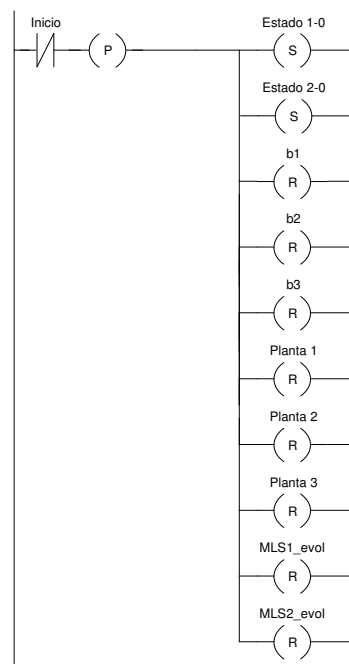 Inicio
P
Estado 1-0
S
Estado 2-0
S
b1
R
b2
R
b3
R
Planta 1
R
Planta 2
R
Planta 3
R
MLS1_evol
R
MLS2_evol
R